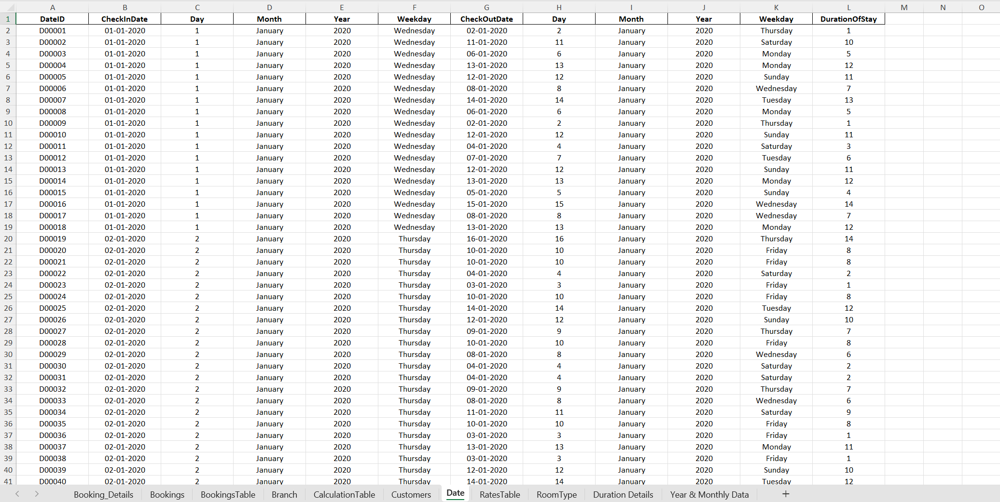 A B C D E F G H I J K L M N O
1 DateID CheckInDate Day Month Year Weekday CheckOutDate Day Month Year Weekday DurationOfStay
2 D00001 01-01-2020 1 January 2020 Wednesday 02-01-2020 2 January 2020 Thursday 1
3 D00002 01-01-2020 1 January 2020 Wednesday 11-01-2020 11 January 2020 Saturday 10
4 D00003 01-01-2020 1 January 2020 Wednesday 06-01-2020 6 January 2020 Monday 5
5 D00004 01-01-2020 1 January 2020 Wednesday 13-01-2020 13 January 2020 Monday 12
6 D00005 01-01-2020 1 January 2020 Wednesday 12-01-2020 12 January 2020 Sunday 11
7 D00006 01-01-2020 1 January 2020 Wednesday 08-01-2020 8 January 2020 Wednesday 7
8 D00007 01-01-2020 1 January 2020 Wednesday 14-01-2020 14 January 2020 Tuesday 13
9 D00008 01-01-2020 1 January 2020 Wednesday 06-01-2020 6 January 2020 Monday 5
10 D00009 01-01-2020 1 January 2020 Wednesday 02-01-2020 2 January 2020 Thursday 1
11 D00010 01-01-2020 1 January 2020 Wednesday 12-01-2020 12 January 2020 Sunday 11
12 D00011 01-01-2020 1 January 2020 Wednesday 04-01-2020 4 January 2020 Saturday 3
13 D00012 01-01-2020 1 January 2020 Wednesday 07-01-2020 7 January 2020 Tuesday 6
14 D00013 01-01-2020 1 January 2020 Wednesday 12-01-2020 12 January 2020 Sunday 11
15 D00014 01-01-2020 1 January 2020 Wednesday 13-01-2020 13 January 2020 Monday 12
16 D00015 01-01-2020 1 January 2020 Wednesday 05-01-2020 5 January 2020 Sunday 4
17 D00016 01-01-2020 1 January 2020 Wednesday 15-01-2020 15 January 2020 Wednesday 14
18 D00017 01-01-2020 1 January 2020 Wednesday 08-01-2020 8 January 2020 Wednesday 7
19 D00018 01-01-2020 1 January 2020 Wednesday 13-01-2020 13 January 2020 Monday 12
20 D00019 02-01-2020 2 January 2020 Thursday 16-01-2020 16 January 2020 Thursday 14
21 D00020 02-01-2020 2 January 2020 Thursday 10-01-2020 10 January 2020 Friday 8
22 D00021 02-01-2020 2 January 2020 Thursday 10-01-2020 10 January 2020 Friday 8
23 D00022 02-01-2020 2 January 2020 Thursday 04-01-2020 4 January 2020 Saturday 2
24 D00023 02-01-2020 2 January 2020 Thursday 03-01-2020 3 January 2020 Friday 1
25 D00024 02-01-2020 2 January 2020 Thursday 10-01-2020 10 January 2020 Friday 8
26 D00025 02-01-2020 2 January 2020 Thursday 14-01-2020 14 January 2020 Tuesday 12
27 D00026 02-01-2020 2 January 2020 Thursday 12-01-2020 12 January 2020 Sunday 10
28 D00027 02-01-2020 2 January 2020 Thursday 09-01-2020 9 January 2020 Thursday 7
29 D00028 02-01-2020 2 January 2020 Thursday 10-01-2020 10 January 2020 Friday 8
30 D00029 02-01-2020 2 January 2020 Thursday 08-01-2020 8 January 2020 Wednesday 6
31 D00030 02-01-2020 2 January 2020 Thursday 04-01-2020 4 January 2020 Saturday 2
32 D00031 02-01-2020 2 January 2020 Thursday 04-01-2020 4 January 2020 Saturday 2
33 D00032 02-01-2020 2 January 2020 Thursday 09-01-2020 9 January 2020 Thursday 7
34 D00033 02-01-2020 2 January 2020 Thursday 08-01-2020 8 January 2020 Wednesday 6
35 D00034 02-01-2020 2 January 2020 Thursday 11-01-2020 11 January 2020 Saturday 9
36 D00035 02-01-2020 2 January 2020 Thursday 10-01-2020 10 January 2020 Friday 8
37 D00036 02-01-2020 2 January 2020 Thursday 03-01-2020 3 January 2020 Friday 1
38 D00037 02-01-2020 2 January 2020 Thursday 13-01-2020 13 January 2020 Monday 11
39 D00038 02-01-2020 2 January 2020 Thursday 03-01-2020 3 January 2020 Friday 1
40 D00039 02-01-2020 2 January 2020 Thursday 12-01-2020 12 January 2020 Sunday 10
41 D00040 02-01-2020 2 January 2020 Thursday 14-01-2020 14 January 2020 Tuesday 12
Booking_Details Bookings BookingsTable Branch CalculationTable Customers Date RatesTable RoomType Duration Details Year & Monthly Data +